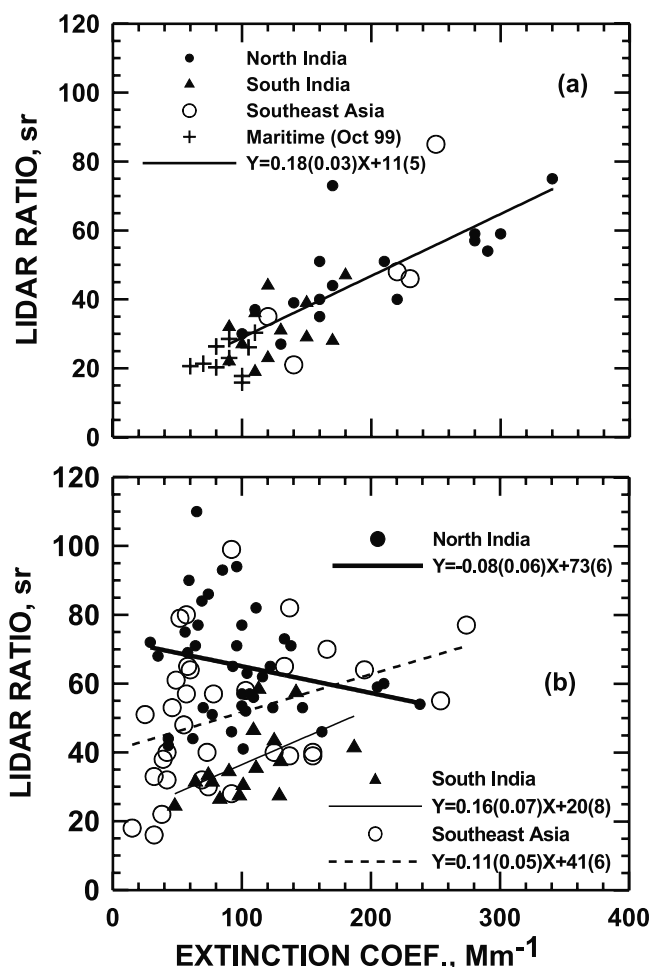 120
100
80
60
40
20
0
LIDAR RATIO, sr
North India
South India
Southeast Asia
Maritime (Oct 99)
Y=0.18(0.03)X+11(5)
(a)
120
100
80
60
40
20
0
LIDAR RATIO, sr
North India
Y=-0.08(0.06)X+73(6)
(b)
South India
Y=0.16(0.07)X+20(8)
Southeast Asia
Y=0.11(0.05)X+41(6)
0 100 200 300 400
EXTINCTION COEF., Mm-1